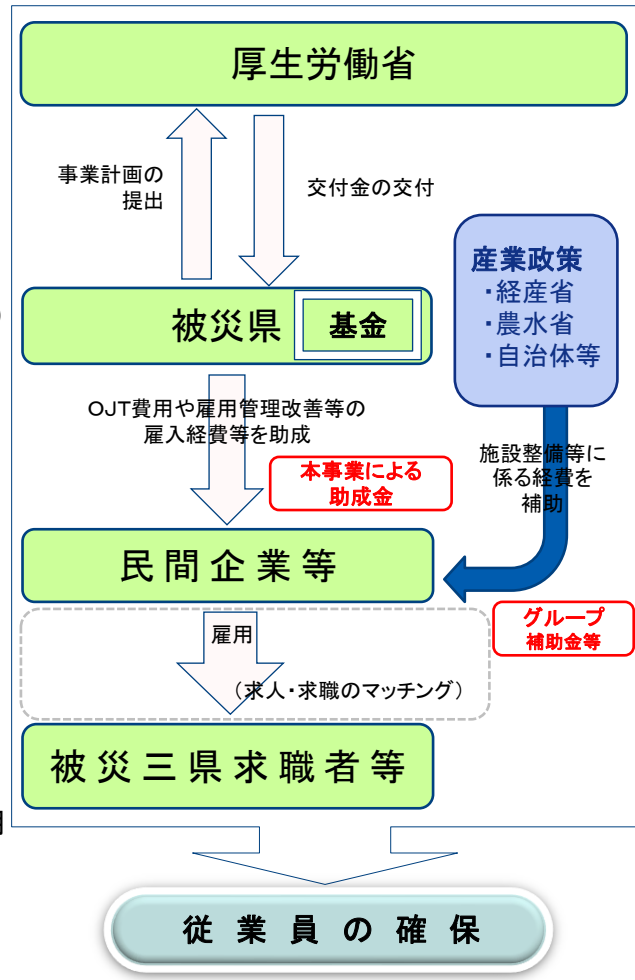 厚生労働省
事業計画の
提出
交付金の交付
産業政策
・経産省
・農水省
・自治体等
被災県
基金
OJT費用や雇用管理改善等の
雇入経費等を助成
本事業による
助成金
施設整備等に
係る経費を
補助
民間企業等
グループ
補助金等
雇用
（求人・求職のマッチング）
被災三県求職者等
従業員の確保